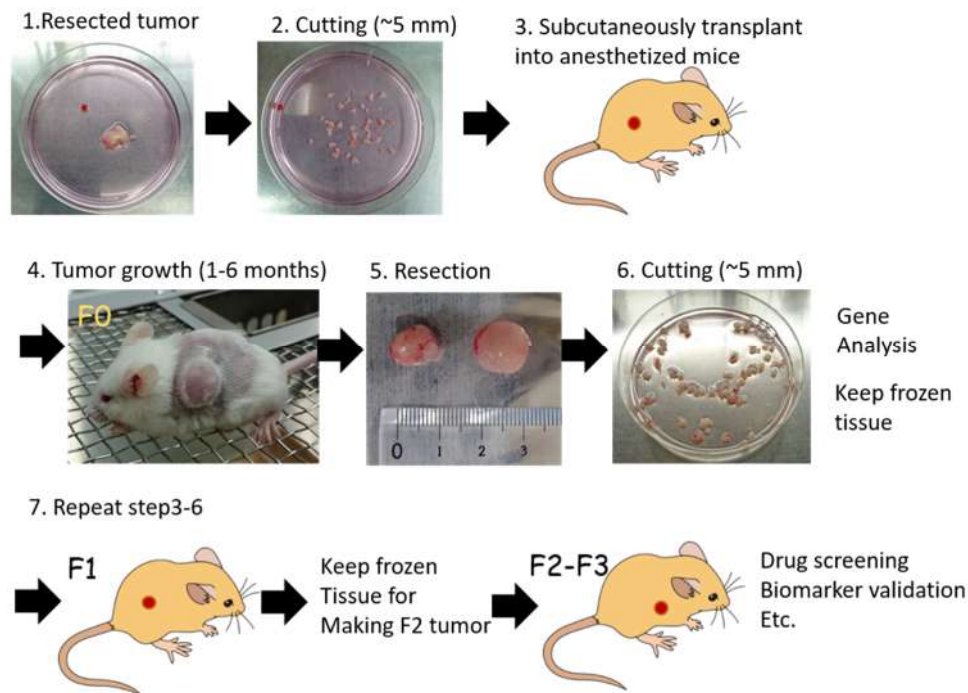 1.Resected tumor
2. Cutting (~5 mm)
3. Subcutaneously transplant
into anesthetized mice
4. Tumor growth (1-6 months)
5. Resection
6. Cutting (~5 mm)
F0
0 1 2 3
Gene
Analysis
Keep frozen
tissue
7. Repeat step3-6
F1
Keep frozen
Tissue for
Making F2 tumor
F2-F3
Drug screening
Biomarker validation
Etc.